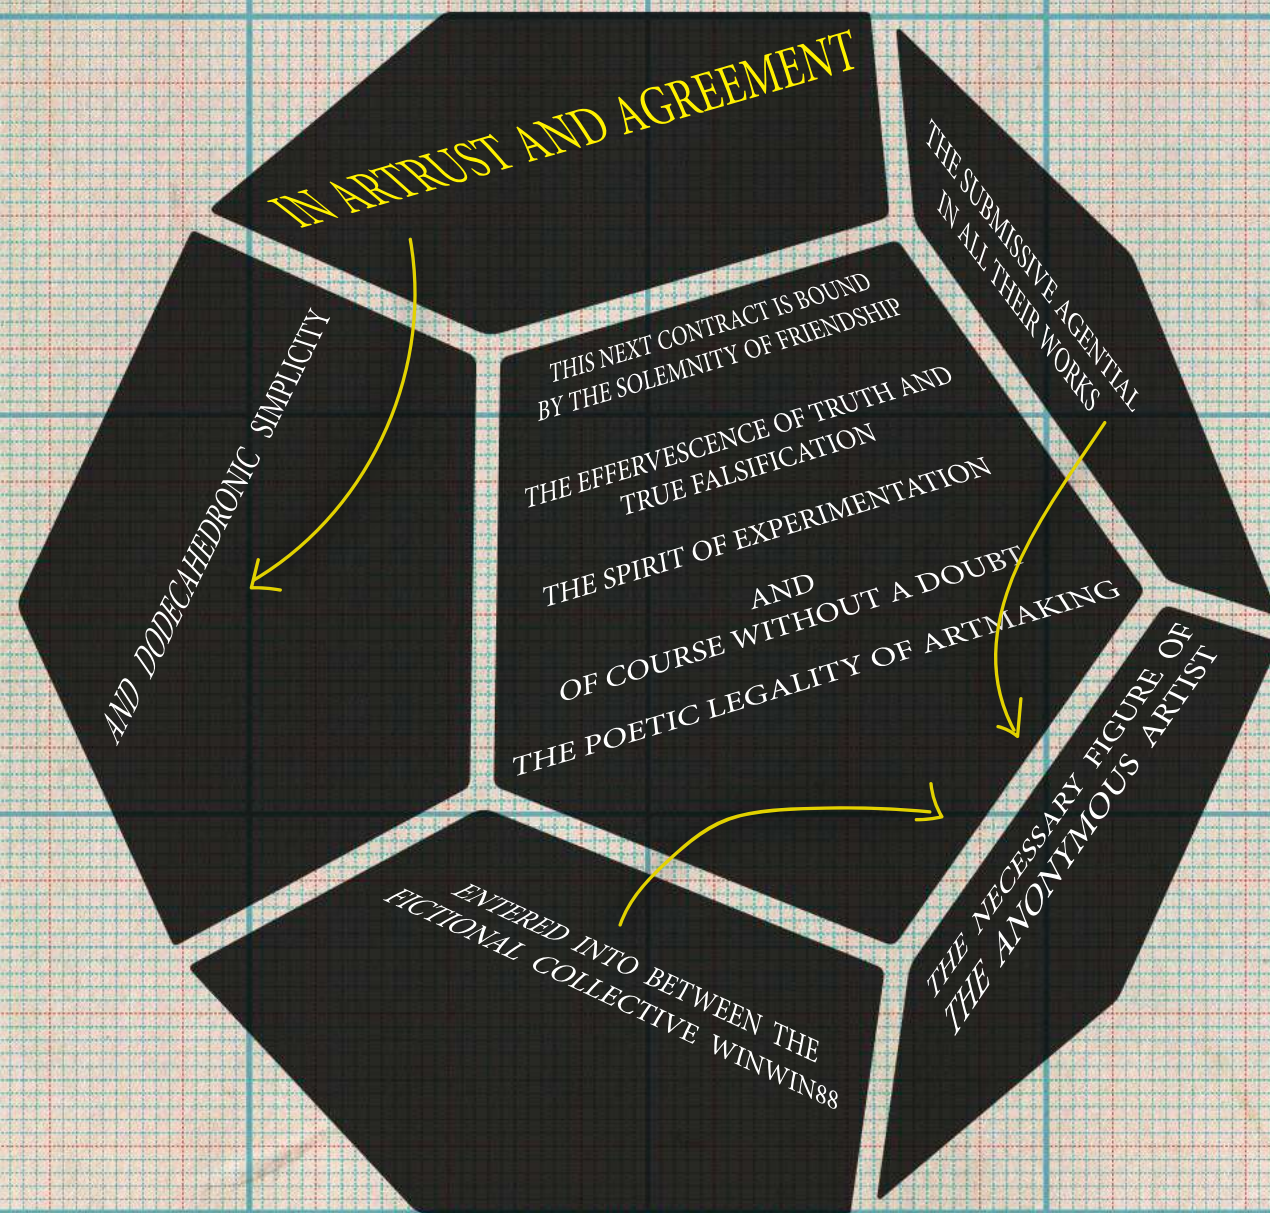 IN ARTRUST AND AGREEMENT
AND DODECAHEDRONIC SIMPLICITY
THIS NEXT CONTRACT IS BOUND
BY THE SOLEMNITY OF FRIENDSHIP
THE EFFERVESCENCE OF TRUTH AND
TRUE FALSIFICATION
THE SPIRIT OF EXPERIMENTATION
AND
OF COURSE WITHOUT A DOUBT
THE POETIC LEGALITY OF ARTMAKING
THE SUBMISSIVE AGENTIAL
IN ALL THEIR WORKS
ENTERED INTO BETWEEN THE
FICTIONAL COLLECTIVE WINWIN88
THE NECESSARY FIGURE OF
THE ANONYMOUS ARTIST